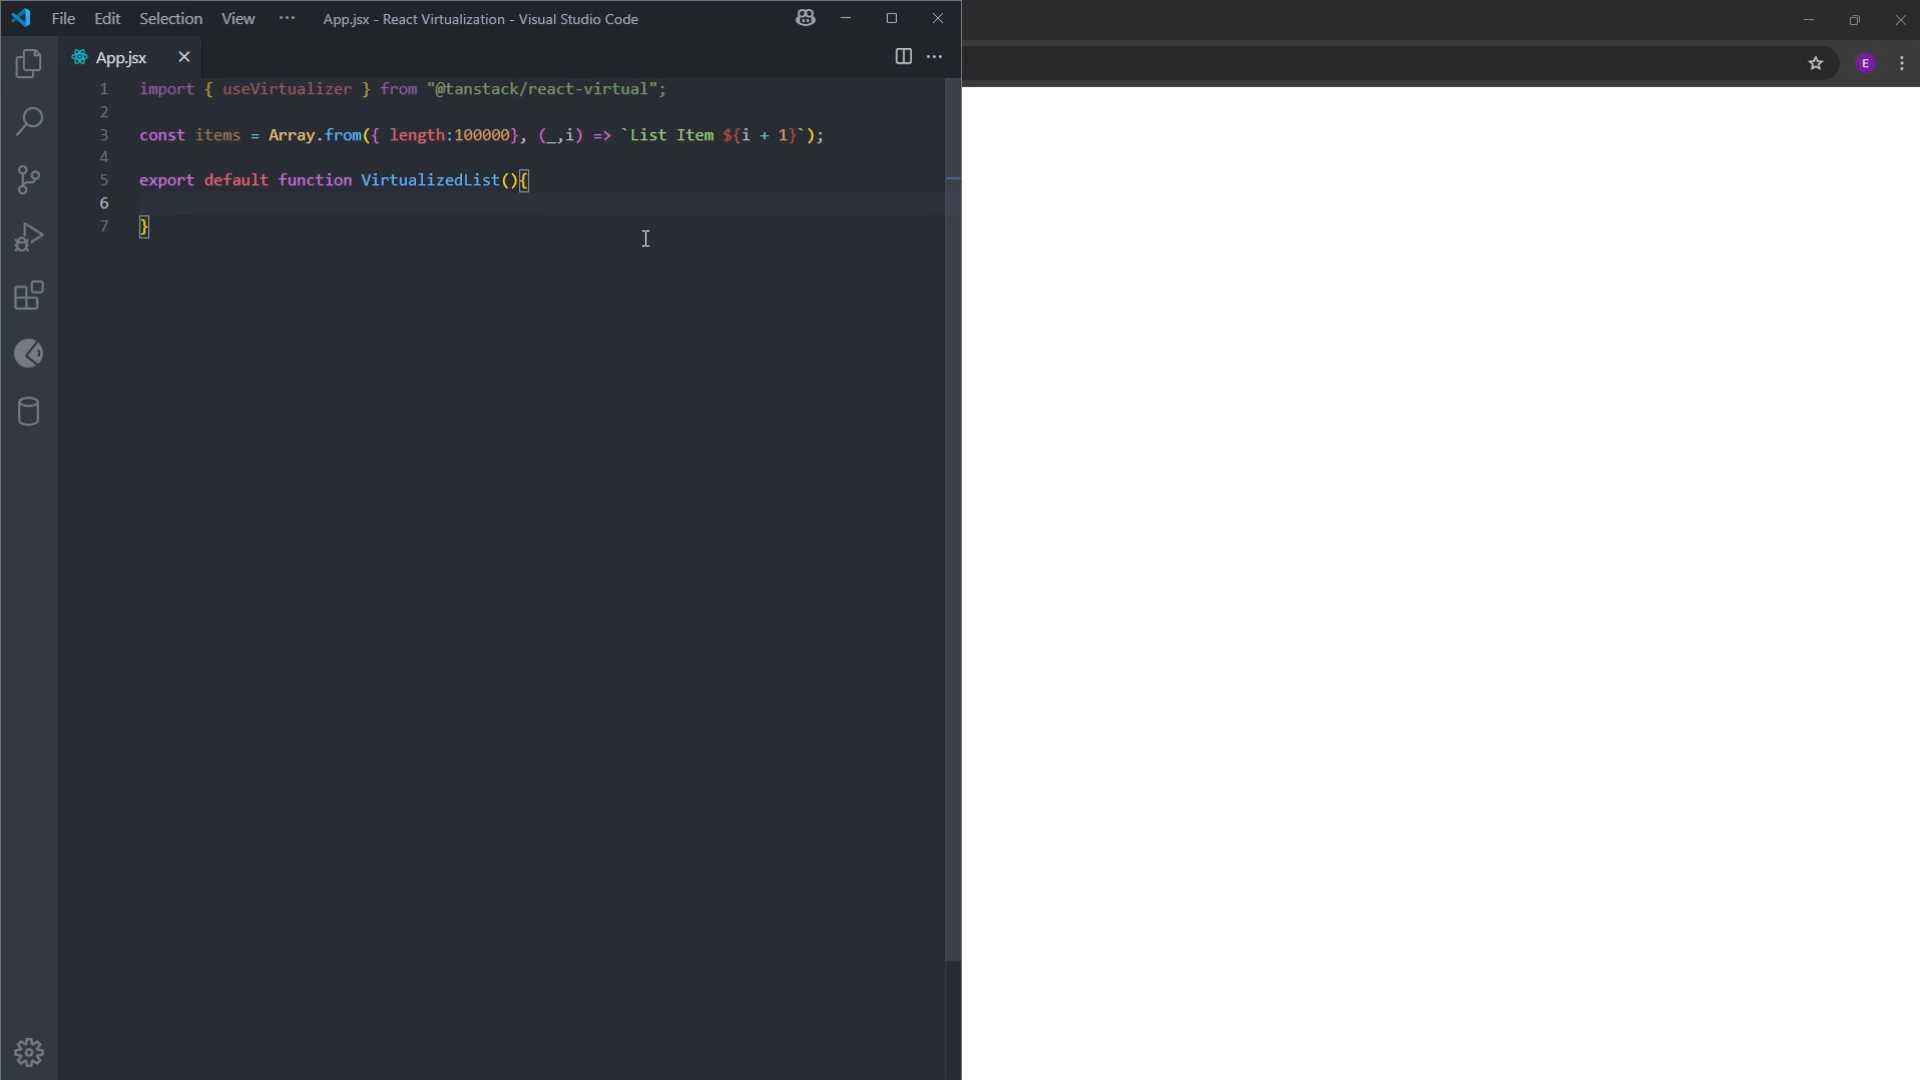 File Edit Selection View ··· App.jsx - React Virtualization - Visual Studio Code
App.jsx
E
1 import { useVirtualizer } from "@tanstack/react-virtual";
2
3 const items = Array.from({ length:100000}, (_,i) => `List Item ${i + 1}`);
4
5 export default function VirtualizedList(){
6
7 }